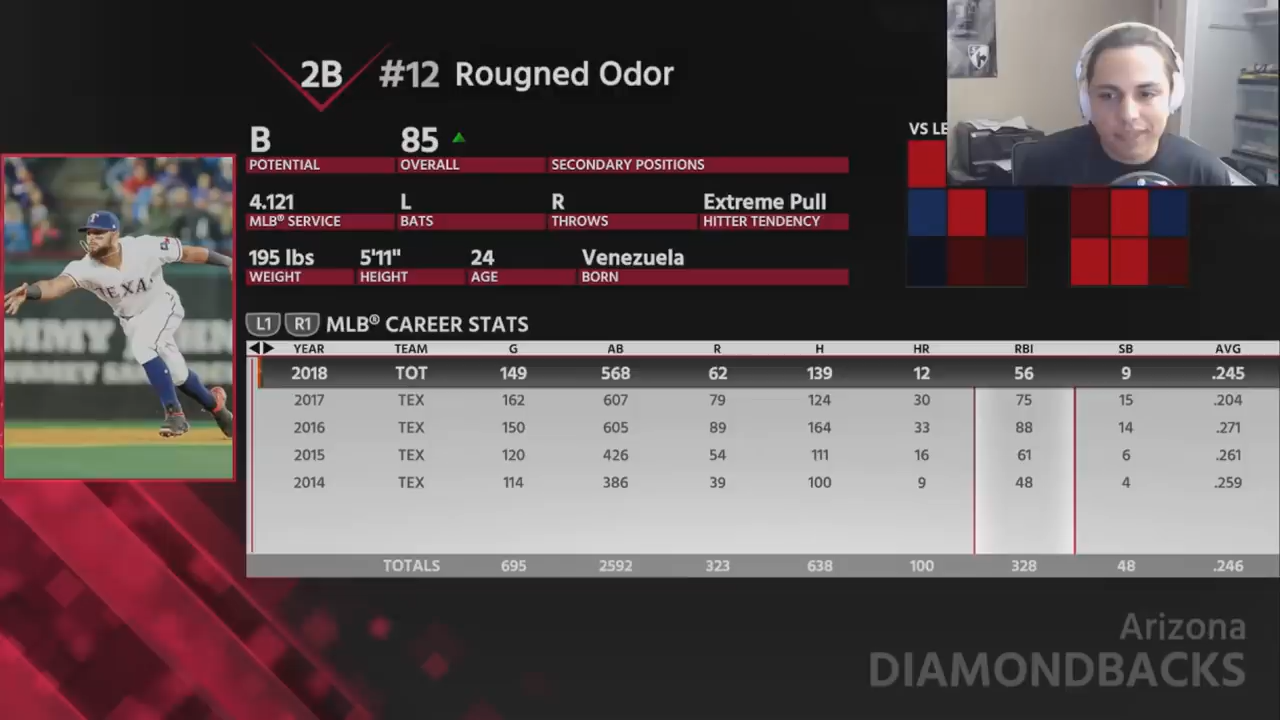 2B #12 Rougned Odor
B 85
POTENTIAL OVERALL SECONDARY POSITIONS
VS LE
4.121 L R Extreme Pull
MLB® SERVICE BATS THROWS HITTER TENDENCY
195 lbs 5'11" 24 Venezuela
WEIGHT HEIGHT AGE BORN
L1 R1 MLB® CAREER STATS
YEAR TEAM G AB R H HR RBI SB AVG
2018 TOT 149 568 62 139 12 56 9 .245
2017 TEX 162 607 79 124 30 75 15 .204
2016 TEX 150 605 89 164 33 88 14 .271
2015 TEX 120 426 54 111 16 61 6 .261
2014 TEX 114 386 39 100 9 48 4 .259
TOTALS 695 2592 323 638 100 328 48 .246
TEXA
Arizona
DIAMONDBACKS